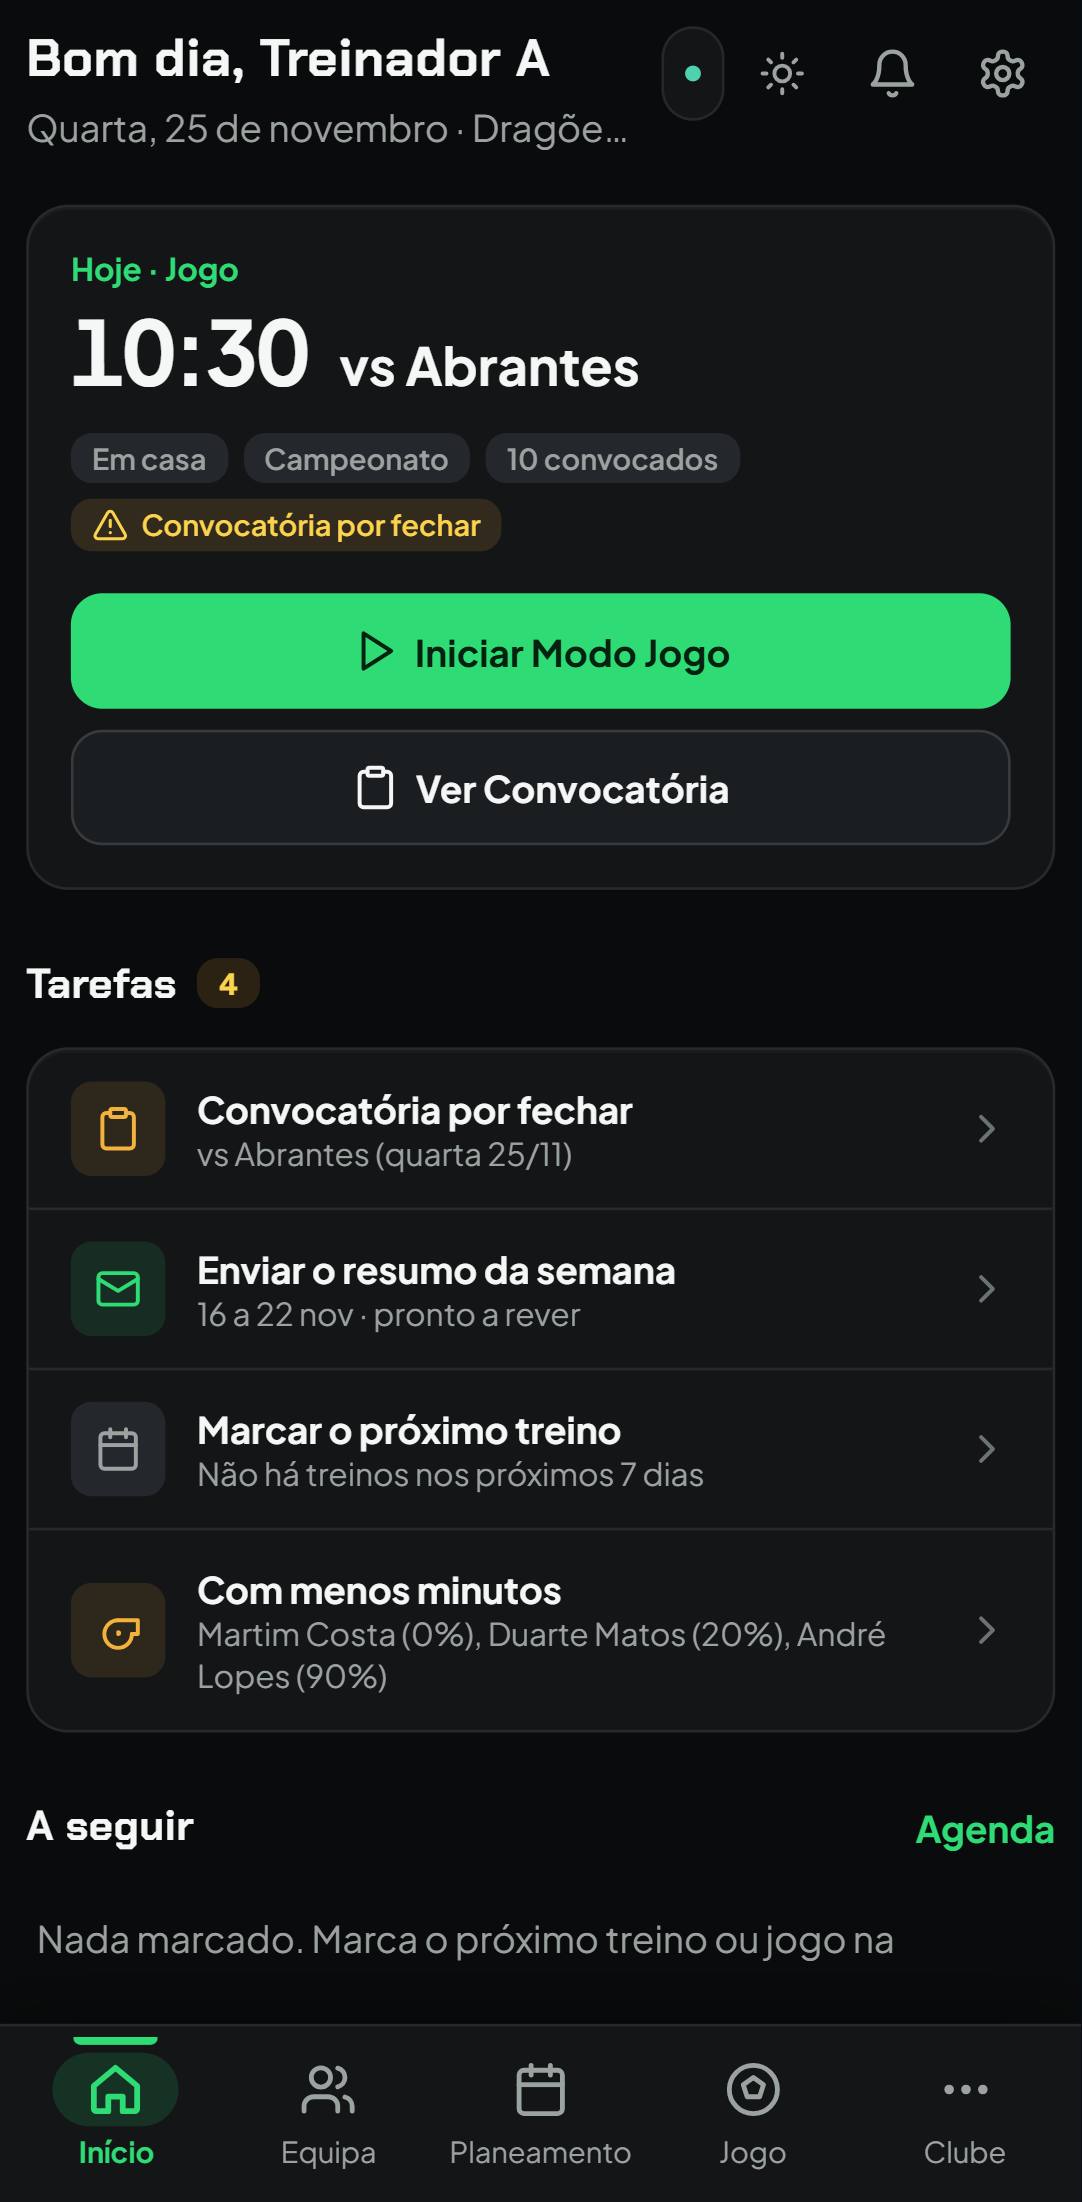 Bom dia, Treinador A
Quarta, 25 de novembro · Dragõe...
Hoje · Jogo
10:30 vs Abrantes
Em casa
Campeonato
10 convocados
Convocatória por fechar
Iniciar Modo Jogo
Ver Convocatória
Tarefas
4
Convocatória por fechar
vs Abrantes (quarta 25/11)
Enviar o resumo da semana
16 a 22 nov · pronto a rever
Marcar o próximo treino
Não há treinos nos próximos 7 dias
Com menos minutos
Martim Costa (0%), Duarte Matos (20%), André
Lopes (90%)
A seguir
Agenda
Nada marcado. Marca o próximo treino ou jogo na
Início
Equipa
Planeamento
Jogo
Clube